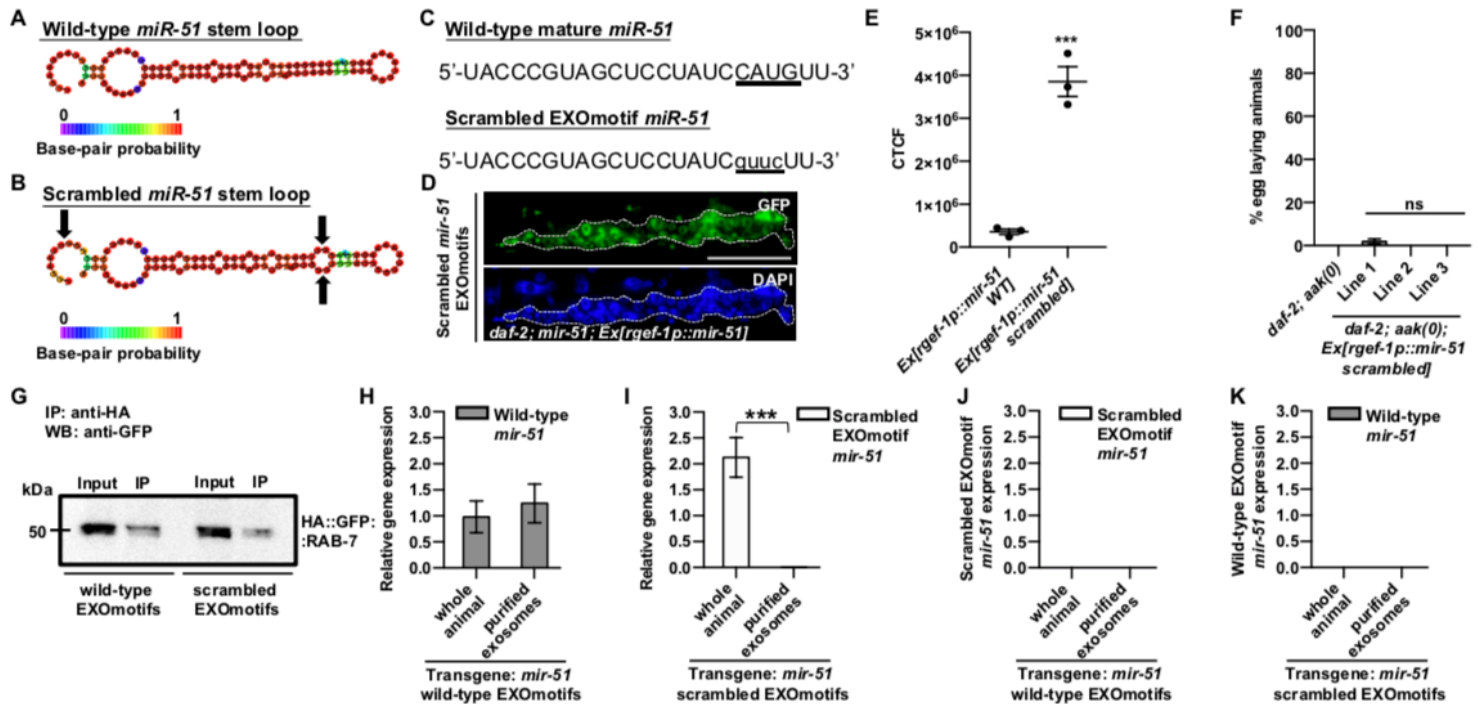 A
Wild-type miR-51 stem loop
0 1
Base-pair probability
B
Scrambled miR-51 stem loop
0 1
Base-pair probability
C
Wild-type mature miR-51
5'-UACCCGUAGCUCCUAUCCAUGUU-3'
Scrambled EXOmotif miR-51
5'-UACCCGUAGCUCCUAUCguucUU-3'
D
Scrambled mir-51
EXOmotifs
GFP
DAPI
daf-2; mir-51; Ex[rgef-1p::mir-51]
E
CTCF
5×10⁶
4×10⁶
3×10⁶
2×10⁶
1×10⁶
0
***
Ex[rgef-1p::mir-51
WT]
Ex[rgef-1p::mir-51
scrambled]
F
% egg laying animals
100
80
60
40
20
0
ns
daf-2; aak(0)
Line 1
Line 2
Line 3
daf-2; aak(0);
Ex[rgef-1p::mir-51
scrambled]
G
IP: anti-HA
WB: anti-GFP
kDa
Input IP Input IP
50
HA::GFP:
:RAB-7
wild-type
EXOmotifs
scrambled
EXOmotifs
H
Relative gene expression
3.0
2.5
2.0
1.5
1.0
0.5
0.0
Wild-type
mir-51
whole
animal
purified
exosomes
Transgene: mir-51
wild-type EXOmotifs
I
Relative gene expression
3.0
2.5
2.0
1.5
1.0
0.5
0.0
***
Scrambled
EXOmotif
mir-51
whole
animal
purified
exosomes
Transgene: mir-51
scrambled EXOmotifs
J
Scrambled EXOmotif
mir-51 expression
3.0
2.5
2.0
1.5
1.0
0.5
0.0
Scrambled
EXOmotif
mir-51
whole
animal
purified
exosomes
Transgene: mir-51
wild-type EXOmotifs
K
Wild-type EXOmotif
mir-51 expression
3.0
2.5
2.0
1.5
1.0
0.5
0.0
Wild-type
mir-51
whole
animal
purified
exosomes
Transgene: mir-51
scrambled EXOmotifs